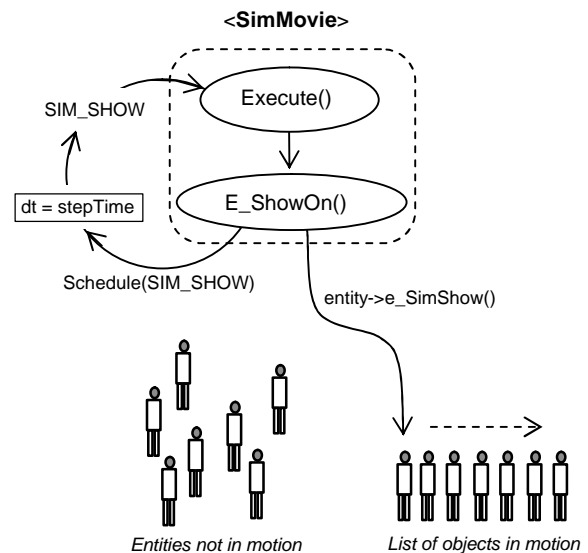 <SimMovie>
Execute()
SIM_SHOW
E_ShowOn()
dt = stepTime
Schedule(SIM_SHOW)
entity->e_SimShow()
Entities not in motion
List of objects in motion